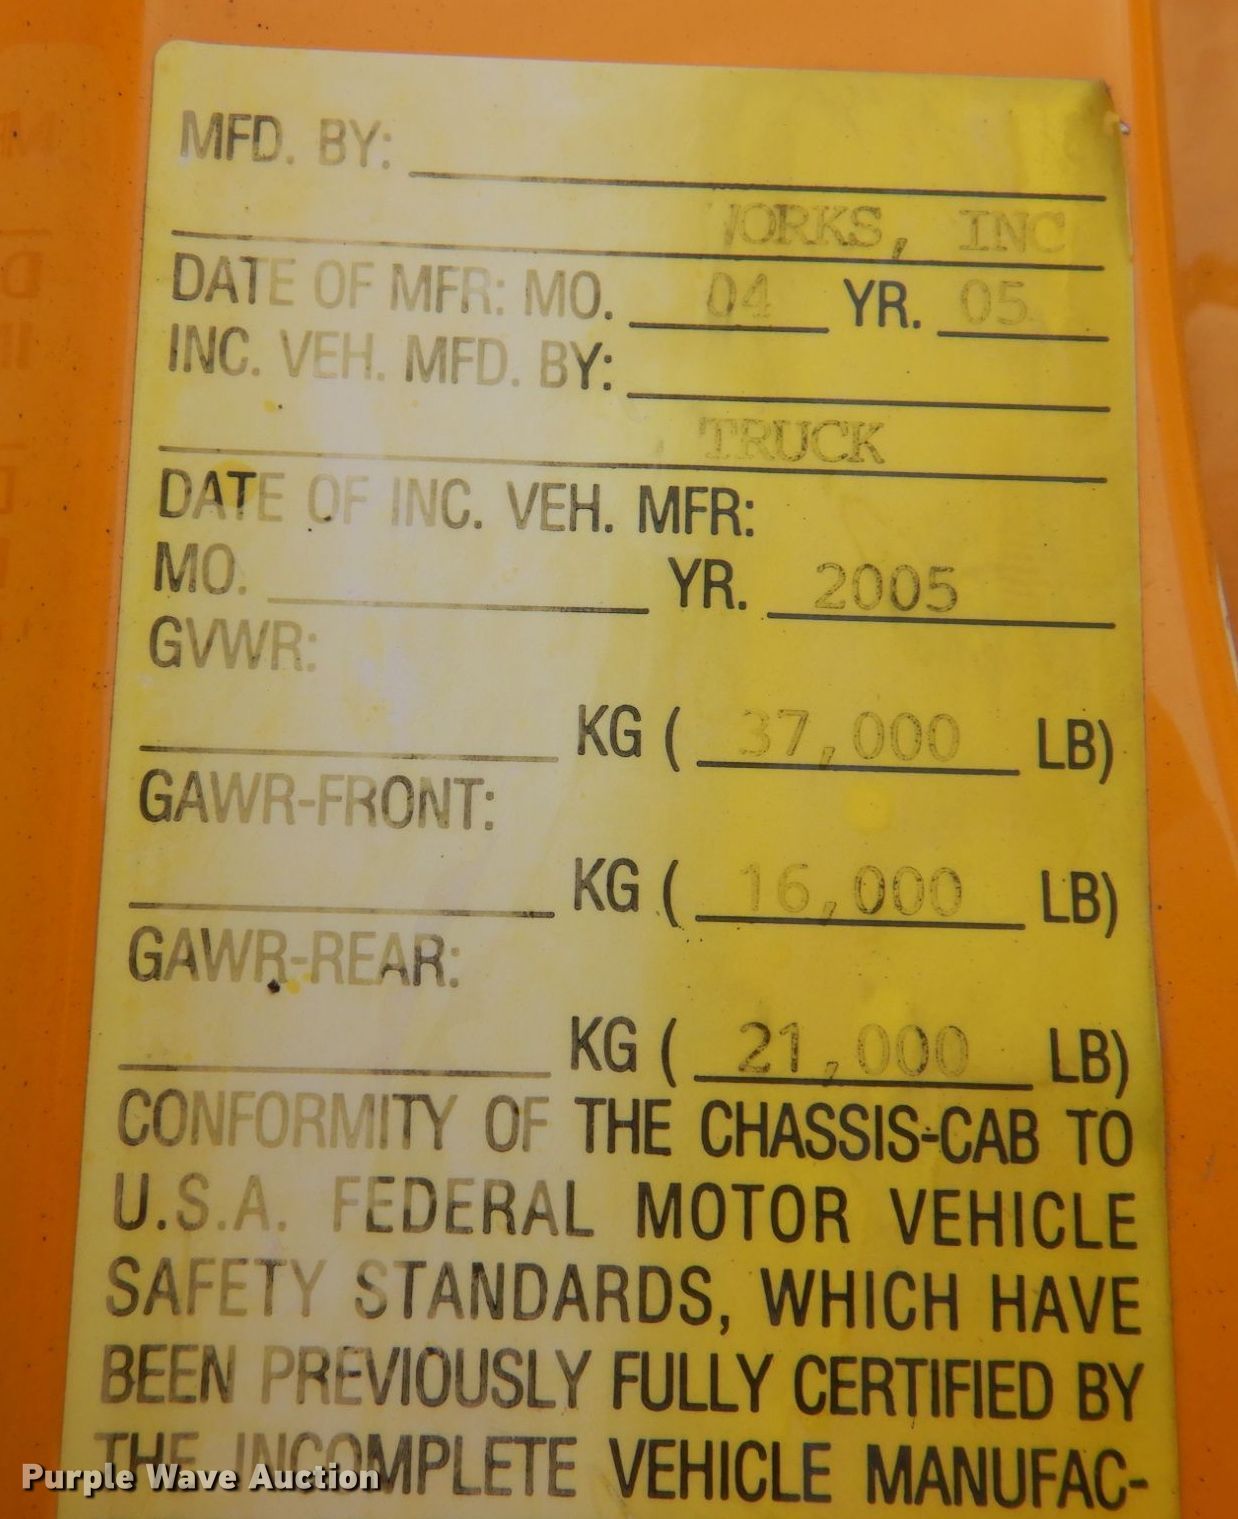 MFD. BY:
WORKS, INC
DATE OF MFR: MO. 04 YR. 05
INC. VEH. MFD. BY:
TRUCK
DATE OF INC. VEH. MFR:
MO. YR. 2005
GVWR:
KG ( 37,000 LB)
GAWR-FRONT:
KG ( 16,000 LB)
GAWR-REAR:
KG ( 21,000 LB)
CONFORMITY OF THE CHASSIS-CAB TO
U.S.A. FEDERAL MOTOR VEHICLE
SAFETY STANDARDS, WHICH HAVE
BEEN PREVIOUSLY FULLY CERTIFIED BY
THE INCOMPLETE VEHICLE MANUFAC-
Purple Wave Auction